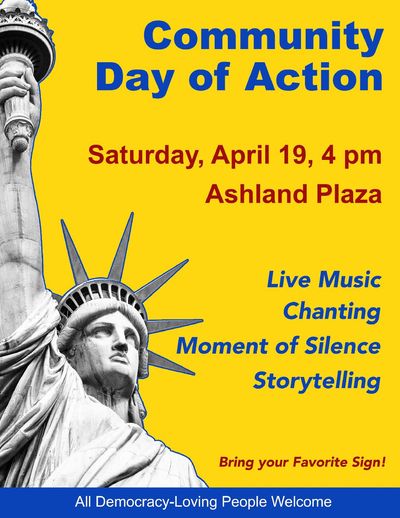 Community
Day of Action
Saturday, April 19, 4 pm
Ashland Plaza
Live Music
Chanting
Moment of Silence
Storytelling
Bring your Favorite Sign!
All Democracy-Loving People Welcome